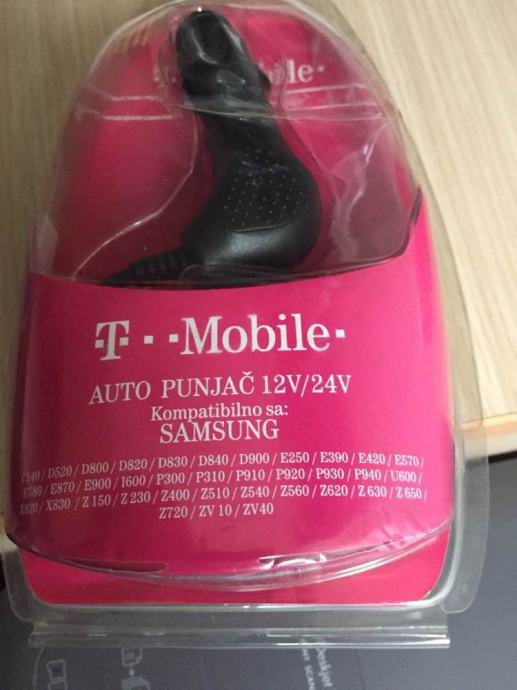 T··Mobile·
AUTO PUNJAČ 12V/24V
Kompatibilno sa:
SAMSUNG
C140 / D520 / D800 / D820 / D830 / D840 / D900 / E250 / E390 / E420 / E570 /
E780 / E870 / E900 / I600 / P300 / P310 / P910 / P920 / P930 / P940 / U600 /
X820 / X830 / Z 150 / Z 230 / Z400 / Z510 / Z540 / Z560 / Z620 / Z 630 / Z 650 /
Z720 / ZV 10 / ZV40
Deskjet